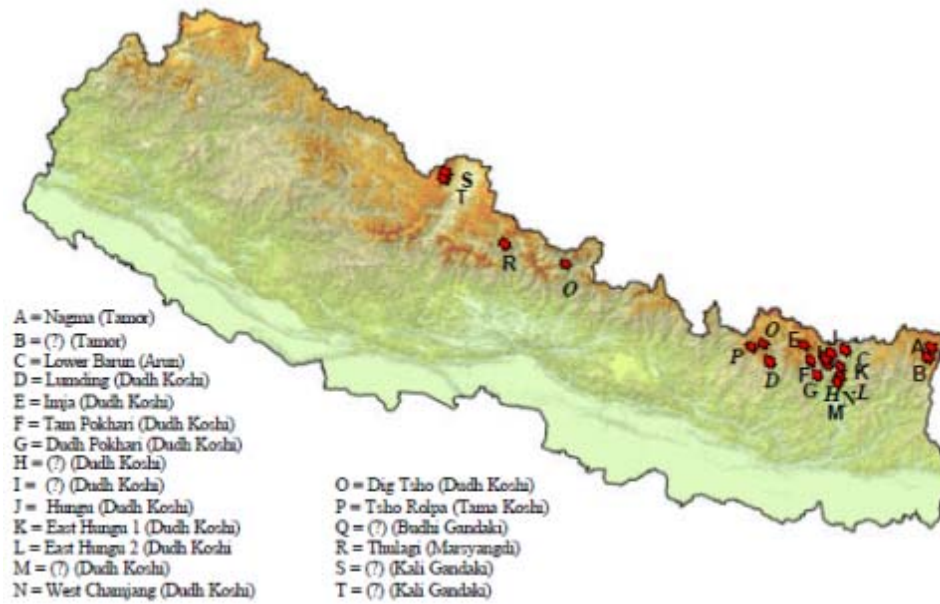 S
T
R
O
O
P
D
E
F
G
H
I
C
K
L
N
M
A
B
A = Nagma (Tamor)
B = (?) (Tamor)
C = Lower Barun (Arun)
D = Lumding (Dudh Koshi)
E = Imja (Dudh Koshi)
F = Tam Pokhari (Dudh Koshi)
G = Dudh Pokhari (Dudh Koshi)
H = (?) (Dudh Koshi)
I = (?) (Dudh Koshi)
J = Hungu (Dudh Koshi)
K = East Hungu 1 (Dudh Koshi)
L = East Hungu 2 (Dudh Koshi
M = (?) (Dudh Koshi)
N = West Chamjang (Dudh Koshi)
O = Dig Tsho (Dudh Koshi)
P = Tsho Rolpa (Tama Koshi)
Q = (?) (Budhi Gandaki)
R = Thulagi (Marsyangdi)
S = (?) (Kali Gandaki)
T = (?) (Kali Gandaki)